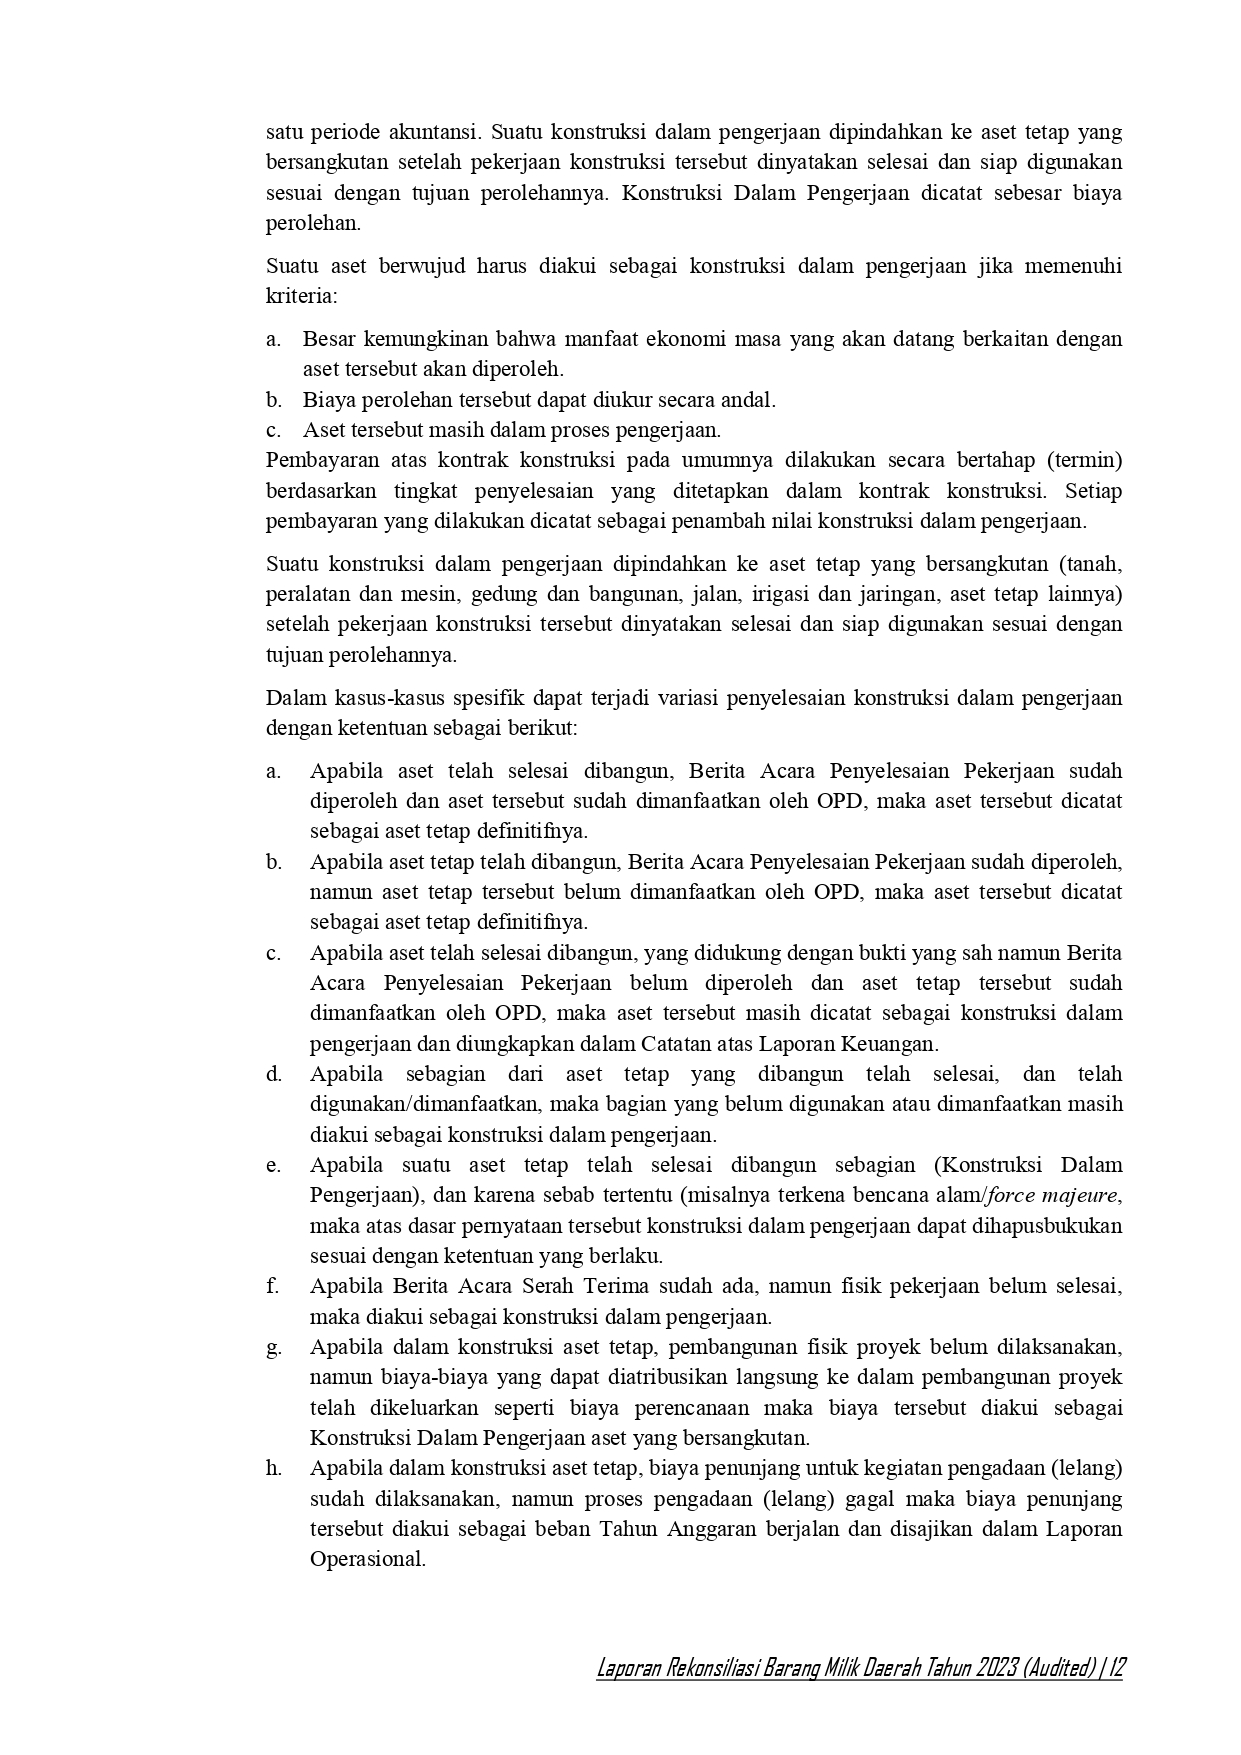 satu periode akuntansi. Suatu konstruksi dalam pengerjaan dipindahkan ke aset tetap yang
bersangkutan setelah pekerjaan konstruksi tersebut dinyatakan selesai dan siap digunakan
sesuai dengan tujuan perolehannya. Konstruksi Dalam Pengerjaan dicatat sebesar biaya
perolehan.
Suatu aset berwujud harus diakui sebagai konstruksi dalam pengerjaan jika memenuhi
kriteria:
a. Besar kemungkinan bahwa manfaat ekonomi masa yang akan datang berkaitan dengan
aset tersebut akan diperoleh.
b. Biaya perolehan tersebut dapat diukur secara andal.
c. Aset tersebut masih dalam proses pengerjaan.
Pembayaran atas kontrak konstruksi pada umumnya dilakukan secara bertahap (termin)
berdasarkan tingkat penyelesaian yang ditetapkan dalam kontrak konstruksi. Setiap
pembayaran yang dilakukan dicatat sebagai penambah nilai konstruksi dalam pengerjaan.
Suatu konstruksi dalam pengerjaan dipindahkan ke aset tetap yang bersangkutan (tanah,
peralatan dan mesin, gedung dan bangunan, jalan, irigasi dan jaringan, aset tetap lainnya)
setelah pekerjaan konstruksi tersebut dinyatakan selesai dan siap digunakan sesuai dengan
tujuan perolehannya.
Dalam kasus-kasus spesifik dapat terjadi variasi penyelesaian konstruksi dalam pengerjaan
dengan ketentuan sebagai berikut:
a. Apabila aset telah selesai dibangun, Berita Acara Penyelesaian Pekerjaan sudah
diperoleh dan aset tersebut sudah dimanfaatkan oleh OPD, maka aset tersebut dicatat
sebagai aset tetap definitifnya.
b. Apabila aset tetap telah dibangun, Berita Acara Penyelesaian Pekerjaan sudah diperoleh,
namun aset tetap tersebut belum dimanfaatkan oleh OPD, maka aset tersebut dicatat
sebagai aset tetap definitifnya.
c. Apabila aset telah selesai dibangun, yang didukung dengan bukti yang sah namun Berita
Acara Penyelesaian Pekerjaan belum diperoleh dan aset tetap tersebut sudah
dimanfaatkan oleh OPD, maka aset tersebut masih dicatat sebagai konstruksi dalam
pengerjaan dan diungkapkan dalam Catatan atas Laporan Keuangan.
d. Apabila sebagian dari aset tetap yang dibangun telah selesai, dan telah
digunakan/dimanfaatkan, maka bagian yang belum digunakan atau dimanfaatkan masih
diakui sebagai konstruksi dalam pengerjaan.
e. Apabila suatu aset tetap telah selesai dibangun sebagian (Konstruksi Dalam
Pengerjaan), dan karena sebab tertentu (misalnya terkena bencana alam/force majeure,
maka atas dasar pernyataan tersebut konstruksi dalam pengerjaan dapat dihapusbukukan
sesuai dengan ketentuan yang berlaku.
f. Apabila Berita Acara Serah Terima sudah ada, namun fisik pekerjaan belum selesai,
maka diakui sebagai konstruksi dalam pengerjaan.
g. Apabila dalam konstruksi aset tetap, pembangunan fisik proyek belum dilaksanakan,
namun biaya-biaya yang dapat diatribusikan langsung ke dalam pembangunan proyek
telah dikeluarkan seperti biaya perencanaan maka biaya tersebut diakui sebagai
Konstruksi Dalam Pengerjaan aset yang bersangkutan.
h. Apabila dalam konstruksi aset tetap, biaya penunjang untuk kegiatan pengadaan (lelang)
sudah dilaksanakan, namun proses pengadaan (lelang) gagal maka biaya penunjang
tersebut diakui sebagai beban Tahun Anggaran berjalan dan disajikan dalam Laporan
Operasional.
Laporan Rekonsiliasi Barang Milik Daerah Tahun 2023 (Audited) | 12